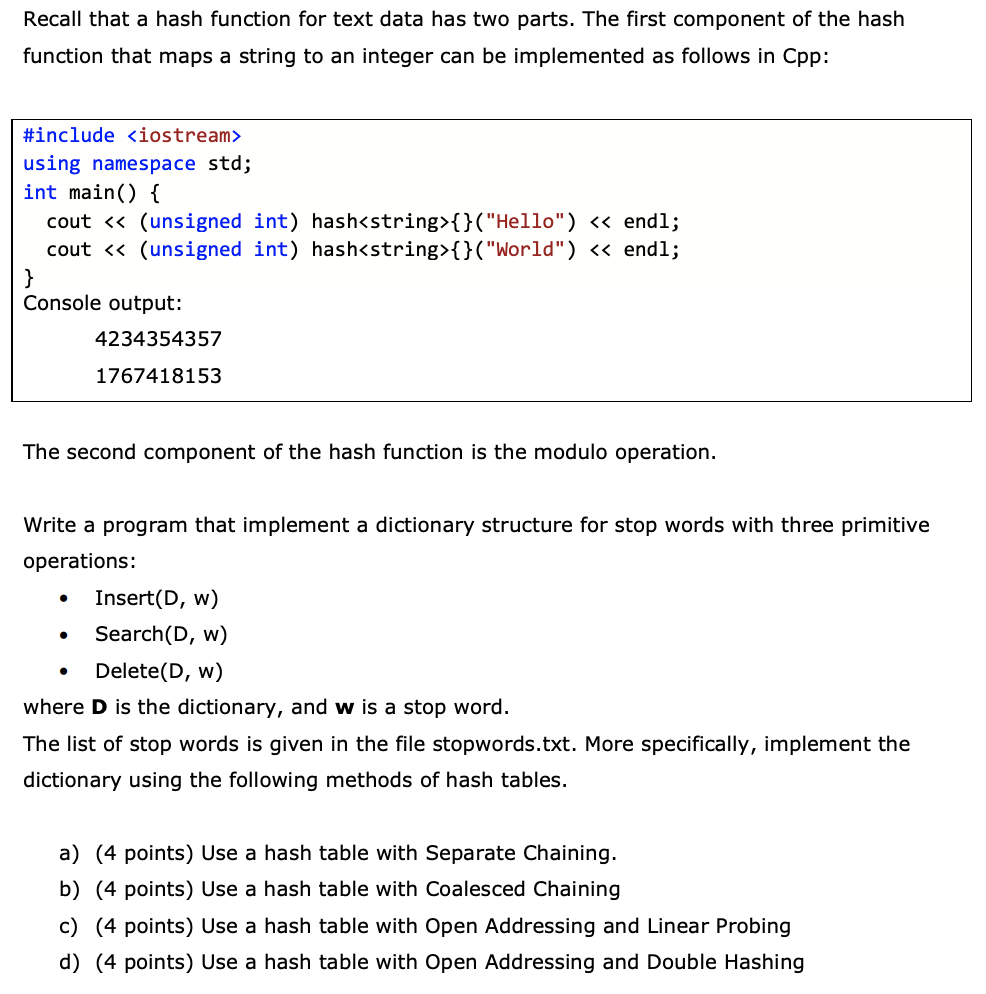 Recall that a hash function for text data has two parts. The first component of the hash
function that maps a string to an integer can be implemented as follows in Cpp:
#include <iostream>
using namespace std;
int main() {
  cout << (unsigned int) hash<string>{}("Hello") << endl;
  cout << (unsigned int) hash<string>{}("World") << endl;
}
Console output:
4234354357
1767418153
The second component of the hash function is the modulo operation.
Write a program that implement a dictionary structure for stop words with three primitive
operations:
• Insert(D, w)
• Search(D, w)
• Delete(D, w)
where D is the dictionary, and w is a stop word.
The list of stop words is given in the file stopwords.txt. More specifically, implement the
dictionary using the following methods of hash tables.
a) (4 points) Use a hash table with Separate Chaining.
b) (4 points) Use a hash table with Coalesced Chaining
c) (4 points) Use a hash table with Open Addressing and Linear Probing
d) (4 points) Use a hash table with Open Addressing and Double Hashing